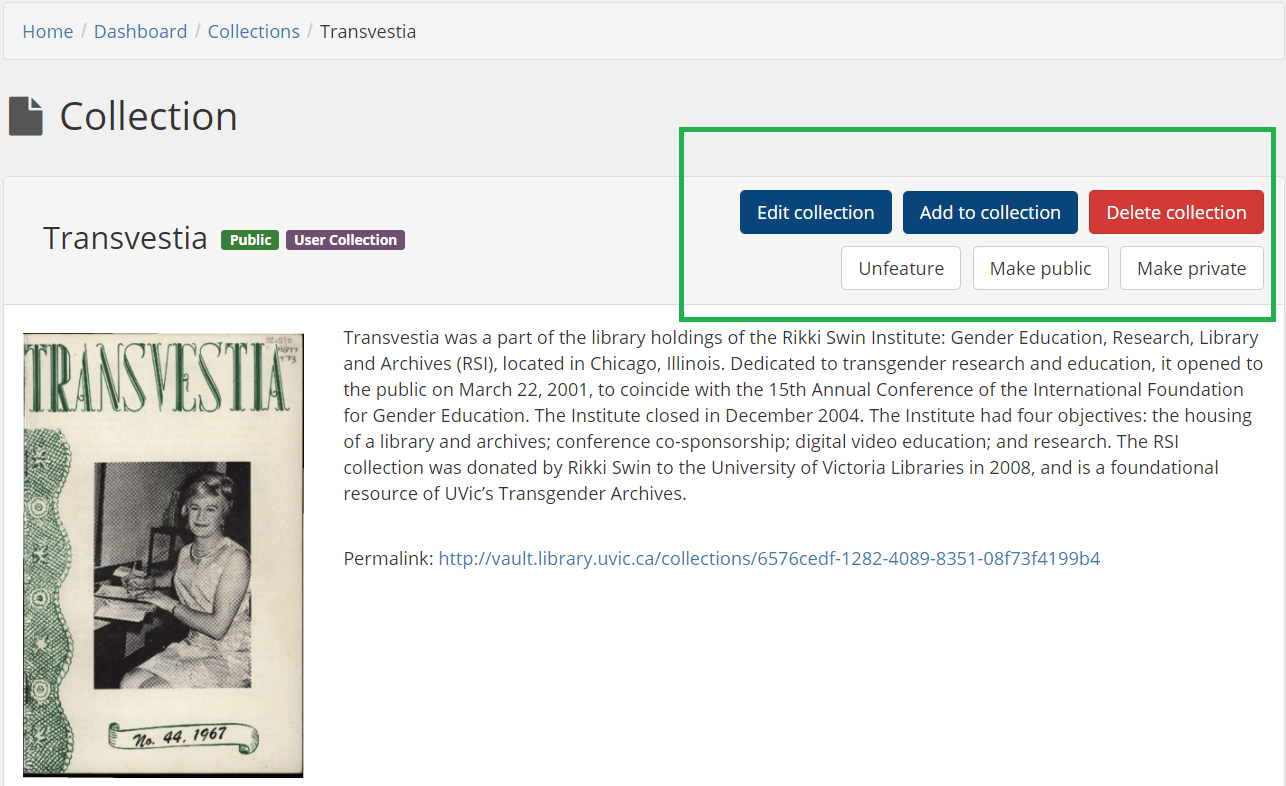 Home / Dashboard / Collections / Transvestia
Collection
Transvestia Public User Collection
Edit collection Add to collection Delete collection
Unfeature Make public Make private
TRANSVESTIA
No. 44, 1967
Transvestia was a part of the library holdings of the Rikki Swin Institute: Gender Education, Research, Library
and Archives (RSI), located in Chicago, Illinois. Dedicated to transgender research and education, it opened to
the public on March 22, 2001, to coincide with the 15th Annual Conference of the International Foundation
for Gender Education. The Institute closed in December 2004. The Institute had four objectives: the housing
of a library and archives; conference co-sponsorship; digital video education; and research. The RSI
collection was donated by Rikki Swin to the University of Victoria Libraries in 2008, and is a foundational
resource of UVic’s Transgender Archives.
Permalink: http://vault.library.uvic.ca/collections/6576cedf-1282-4089-8351-08f73f4199b4